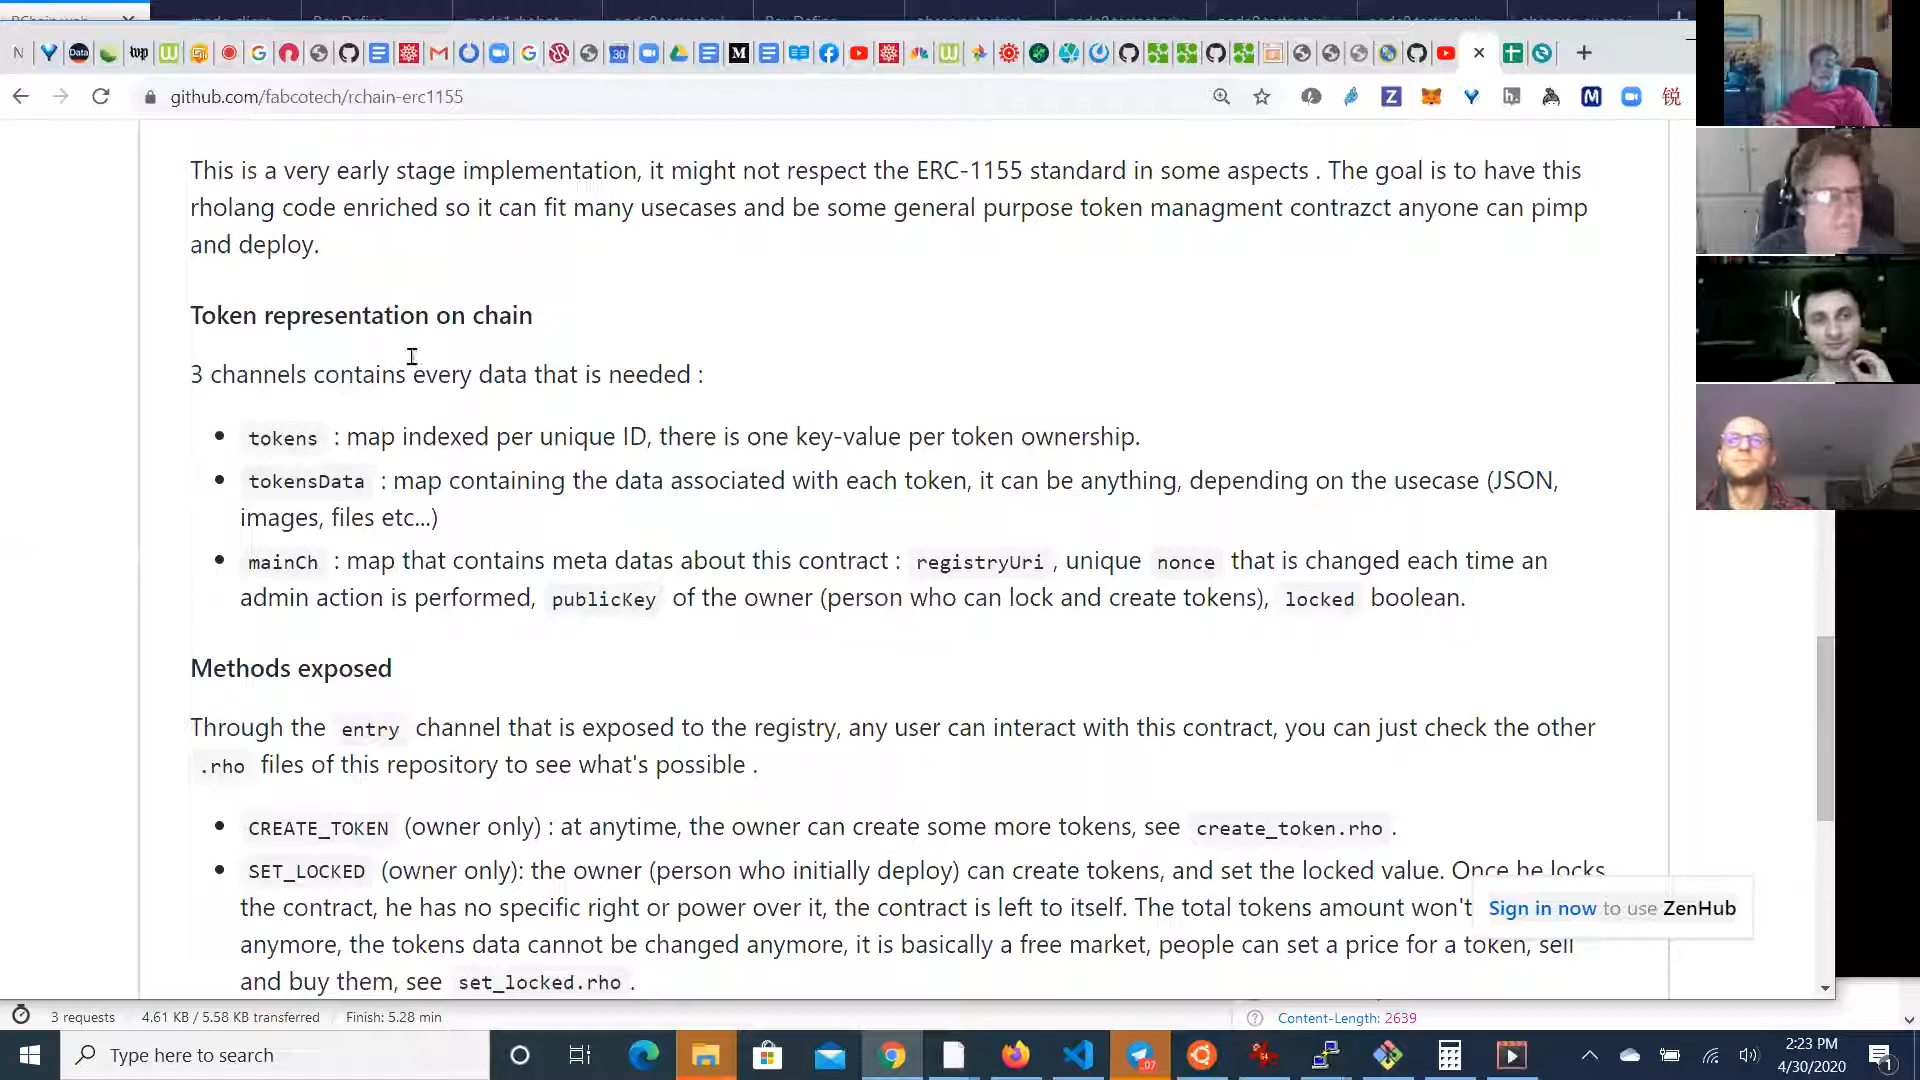 github.com/fabcotech/rchain-erc1155
This is a very early stage implementation, it might not respect the ERC-1155 standard in some aspects . The goal is to have this
rholang code enriched so it can fit many usecases and be some general purpose token managment contrazct anyone can pimp
and deploy.
Token representation on chain
3 channels contains every data that is needed :
tokens : map indexed per unique ID, there is one key-value per token ownership.
tokensData : map containing the data associated with each token, it can be anything, depending on the usecase (JSON,
images, files etc...)
mainCh : map that contains meta datas about this contract : registryUri , unique nonce that is changed each time an
admin action is performed, publicKey of the owner (person who can lock and create tokens), locked boolean.
Methods exposed
Through the entry channel that is exposed to the registry, any user can interact with this contract, you can just check the other
.rho files of this repository to see what's possible .
CREATE_TOKEN (owner only) : at anytime, the owner can create some more tokens, see create_token.rho .
SET_LOCKED (owner only): the owner (person who initially deploy) can create tokens, and set the locked value. Once he locks
the contract, he has no specific right or power over it, the contract is left to itself. The total tokens amount won't
Sign in now to use ZenHub
anymore, the tokens data cannot be changed anymore, it is basically a free market, people can set a price for a token, sell
and buy them, see set_locked.rho .
3 requests 4.61 KB / 5.58 KB transferred Finish: 5.28 min
Content-Length: 2639
Type here to search
2:23 PM
4/30/2020